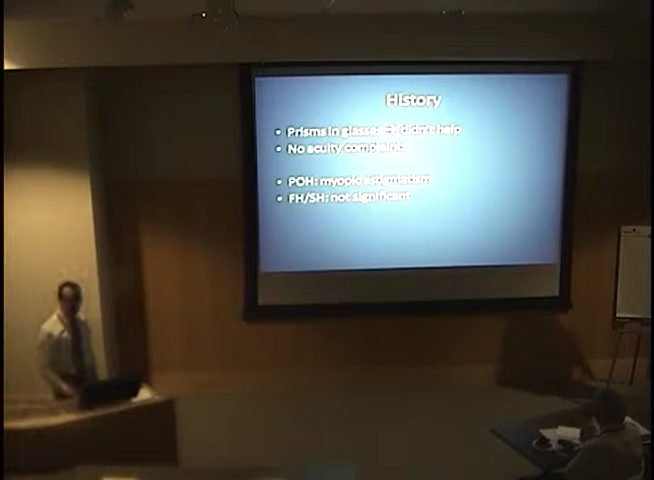 History
• Prisms in glasses → didn't help
• No acuity complaints
• POH: myopic astigmatism
• FH/SH: not significant